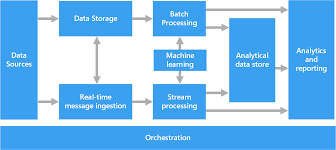 Data
Sources
Data Storage
Real-time
message ingestion
Batch
Processing
Machine
learning
Stream
processing
Analytical
data store
Analytics
and
reporting
Orchestration